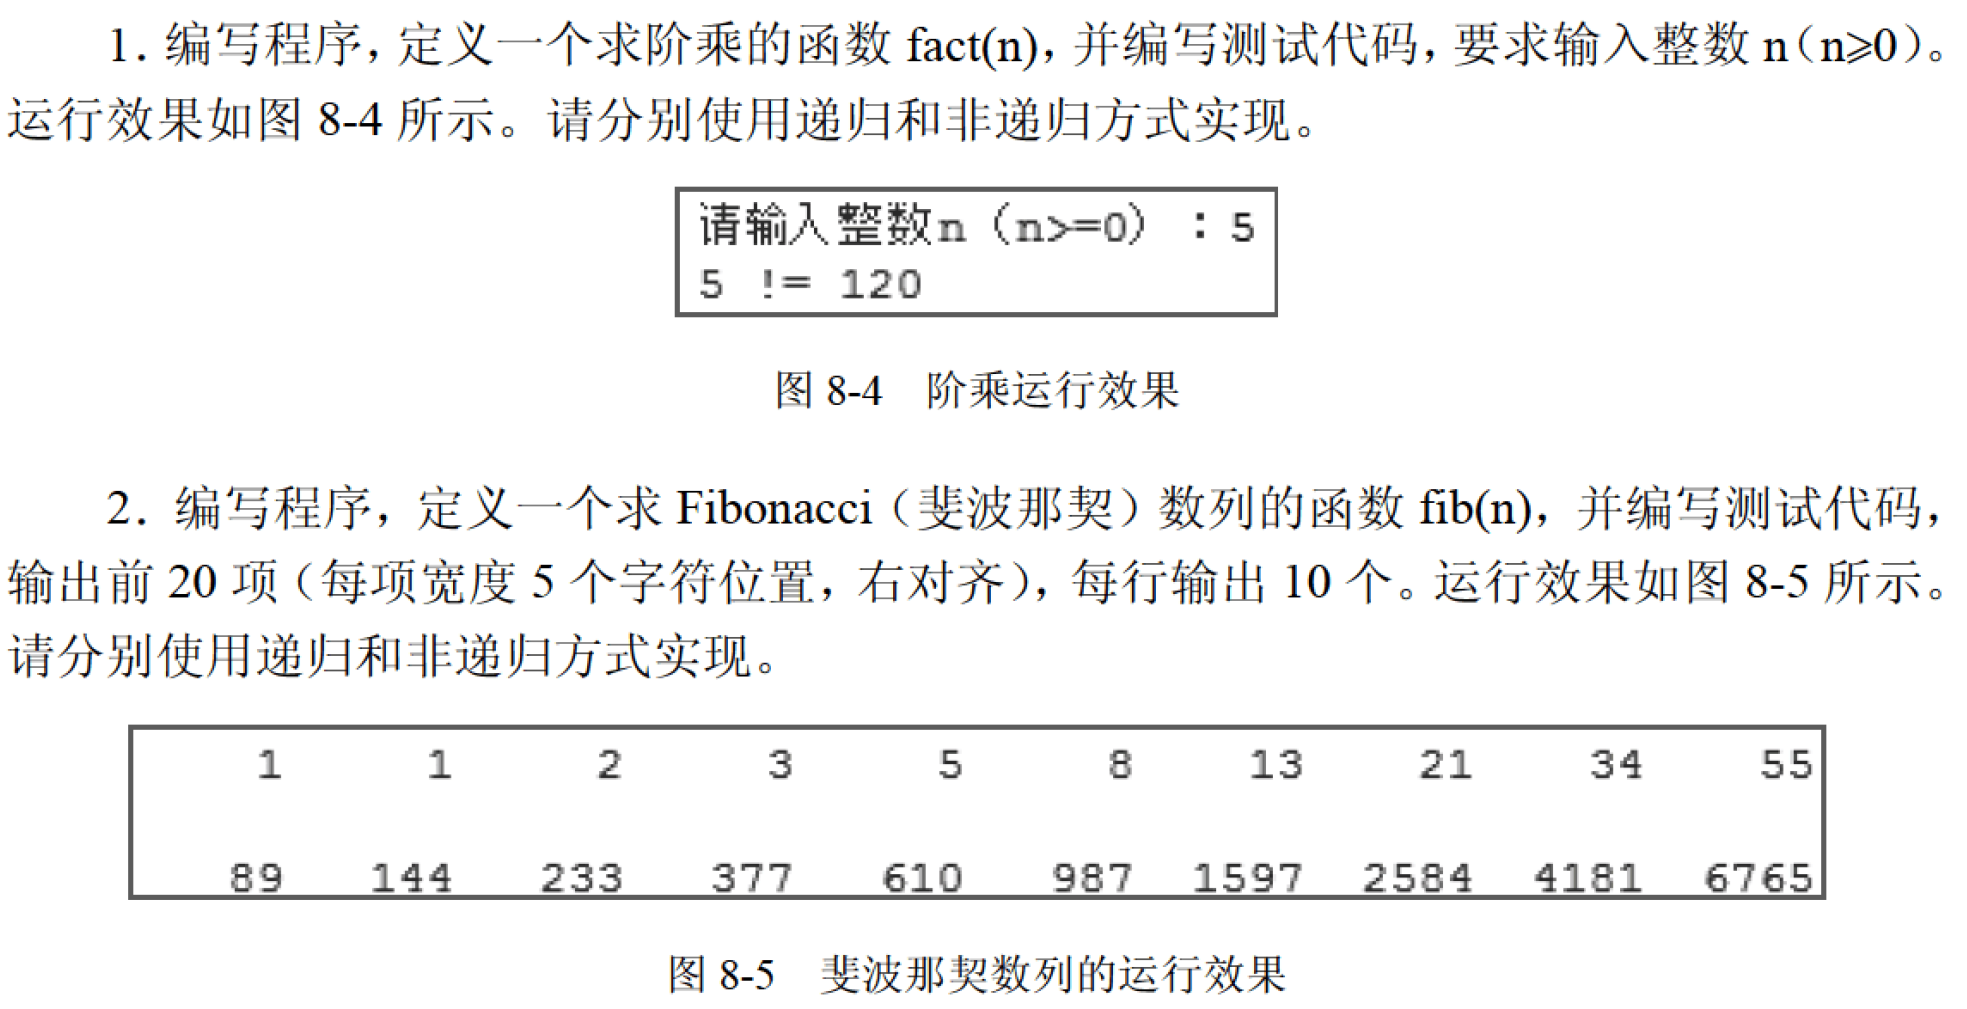 1. 编写程序，定义一个求阶乘的函数 fact(n)，并编写测试代码，要求输入整数 n（n⩾0）。
运行效果如图 8-4 所示。请分别使用递归和非递归方式实现。
请输入整数n（n>=0）：5
5 != 120
图 8-4 阶乘运行效果
2. 编写程序，定义一个求 Fibonacci（斐波那契）数列的函数 fib(n)，并编写测试代码，
输出前 20 项（每项宽度 5 个字符位置，右对齐），每行输出 10 个。运行效果如图 8-5 所示。
请分别使用递归和非递归方式实现。
1 1 2 3 5 8 13 21 34 55
89 144 233 377 610 987 1597 2584 4181 6765
图 8-5 斐波那契数列的运行效果